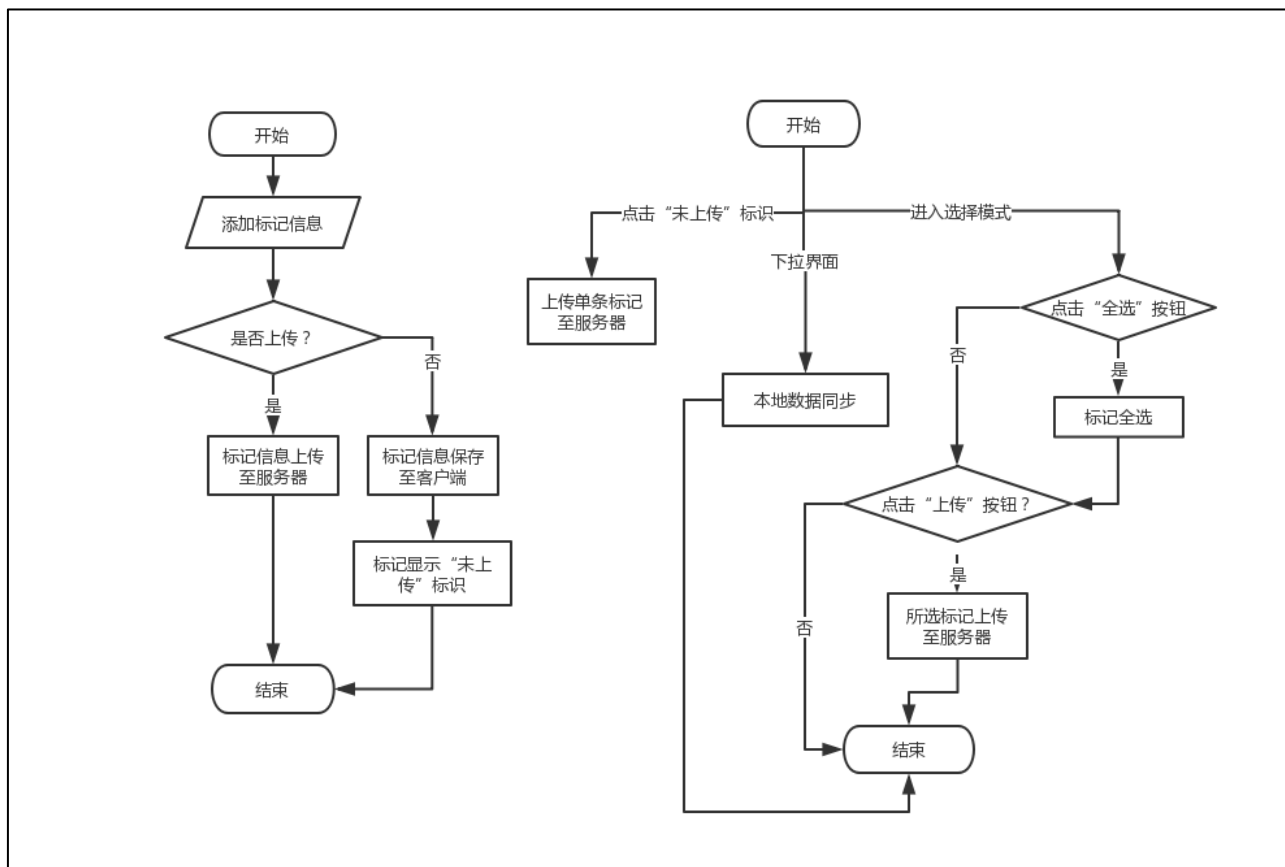 开始
添加标记信息
是否上传？
否
是
标记信息上传
至服务器
标记信息保存
至客户端
标记显示“未上
传”标识
结束
开始
点击“未上传”标识
进入选择模式
下拉界面
上传单条标记
至服务器
点击“全选”按钮
否
是
本地数据同步
标记全选
点击“上传”按钮？
是
否
所选标记上传
至服务器
结束